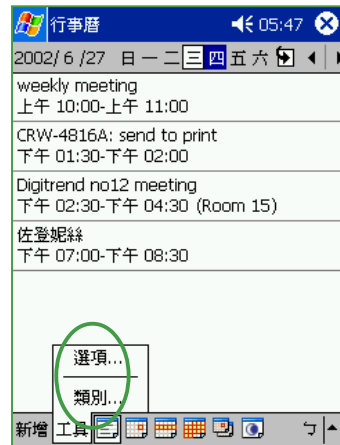 行事曆 05:47
2002/ 6 /27 日 一 二 三 四 五 六
weekly meeting
上午 10:00-上午 11:00
CRW-4816A: send to print
下午 01:30-下午 02:00
Digitrend no12 meeting
下午 02:30-下午 04:30 (Room 15)
佐登妮絲
下午 07:00-下午 08:30
選項...
類別...
新增 工具 ㄅ